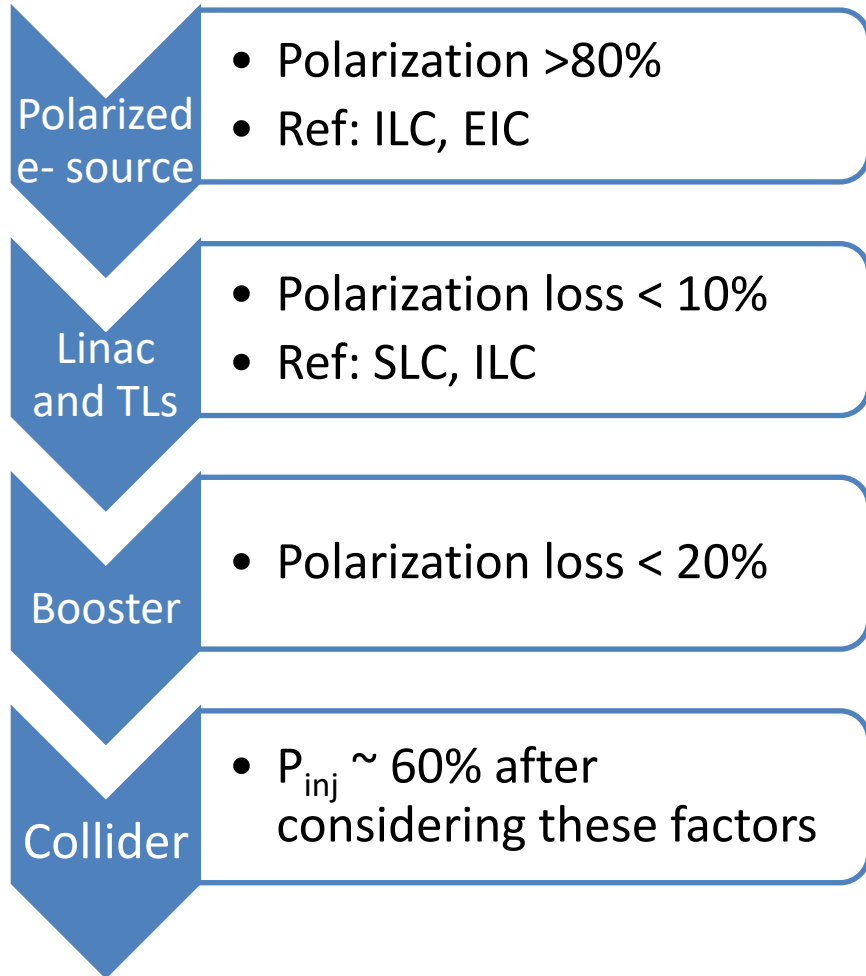 Polarized
e- source
• Polarization >80%
• Ref: ILC, EIC
Linac
and TLs
• Polarization loss < 10%
• Ref: SLC, ILC
Booster
• Polarization loss < 20%
Collider
• Pinj ~ 60% after
considering these factors